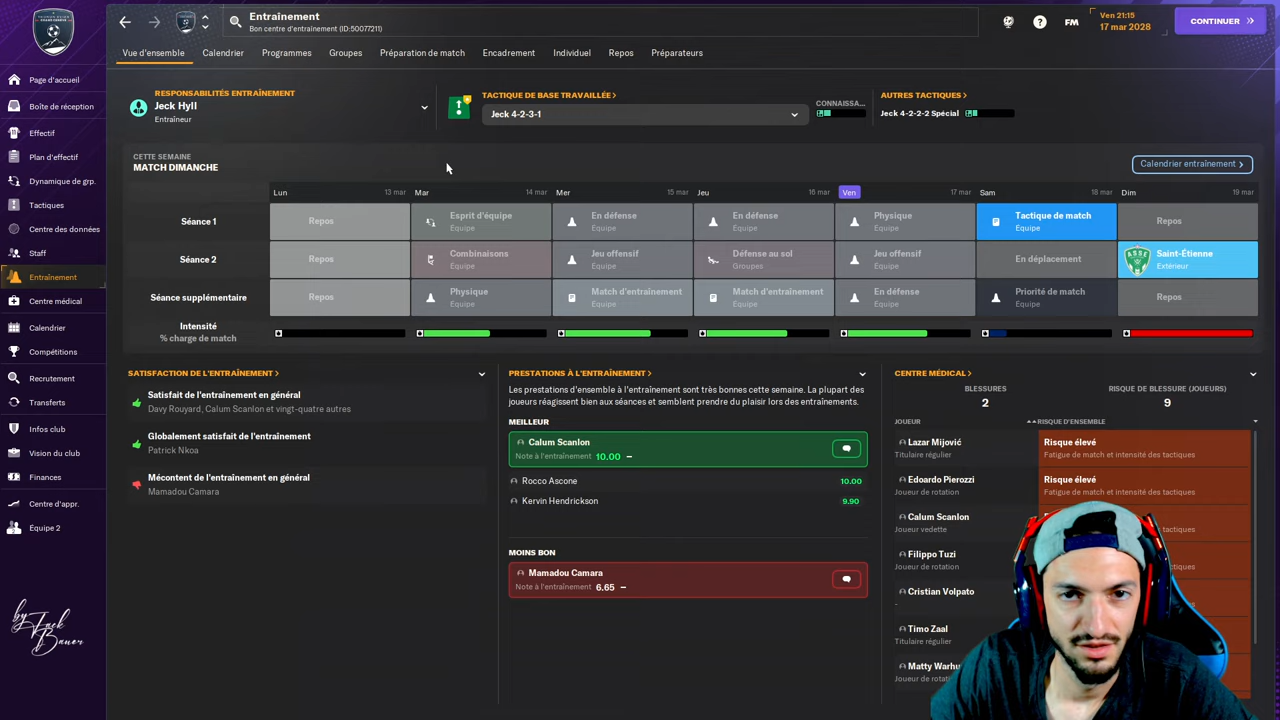 Entraînement
Bon centre d'entraînement (ID:50077211)
FM
Ven 21:15
17 mar 2028
CONTINUER
Vue d'ensemble
Calendrier
Programmes
Groupes
Préparation de match
Encadrement
Individuel
Repos
Préparateurs
Page d'accueil
Boîte de réception
Effectif
Plan d'effectif
Dynamique de grp.
Tactiques
Centre des données
Staff
Entraînement
Centre médical
Calendrier
Compétitions
Recrutement
Transferts
Infos club
Vision du club
Finances
Centre d'appr.
Équipe 2
by Jeck Bauer
RESPONSABILITÉS ENTRAÎNEMENT
Jeck Hyll
Entraîneur
TACTIQUE DE BASE TRAVAILLÉE
Jeck 4-2-3-1
CONNAISSA...
AUTRES TACTIQUES
Jeck 4-2-2-2 Spécial
CETTE SEMAINE
MATCH DIMANCHE
Calendrier entraînement
Lun 13 mar Mar 14 mar Mer 15 mar Jeu 16 mar Ven 17 mar Sam 18 mar Dim 19 mar
Séance 1
Repos
Esprit d'équipe
Équipe
En défense
Équipe
En défense
Équipe
Physique
Équipe
Tactique de match
Équipe
Repos
Séance 2
Repos
Combinaisons
Équipe
Jeu offensif
Équipe
Défense au sol
Groupes
Jeu offensif
Équipe
En déplacement
Saint-Étienne
Extérieur
Séance supplémentaire
Repos
Physique
Équipe
Match d'entraînement
Équipe
Match d'entraînement
Équipe
En défense
Équipe
Priorité de match
Équipe
Repos
Intensité
% charge de match
SATISFACTION DE L'ENTRAÎNEMENT
Satisfait de l'entraînement en général
Davy Rouyard, Calum Scanlon et vingt-quatre autres
Globalement satisfait de l'entraînement
Patrick Nkoa
Mécontent de l'entraînement en général
Mamadou Camara
PRESTATIONS À L'ENTRAÎNEMENT
Les prestations d'ensemble à l'entraînement sont très bonnes cette semaine. La plupart des
joueurs réagissent bien aux séances et semblent prendre du plaisir lors des entraînements.
MEILLEUR
Calum Scanlon
Note à l'entraînement 10.00 –
Rocco Ascone 10.00
Kervin Hendrickson 9.90
MOINS BON
Mamadou Camara
Note à l'entraînement 6.65 –
CENTRE MÉDICAL
BLESSURES
2
RISQUE DE BLESSURE (JOUEURS)
9
JOUEUR
RISQUE D'ENSEMBLE
Lazar Mijović
Titulaire régulier
Risque élevé
Fatigue de match et intensité des tactiques
Edoardo Pierozzi
Joueur de rotation
Risque élevé
Fatigue de match et intensité des tactiques
Calum Scanlon
Joueur vedette
tactiques
Filippo Tuzi
Joueur de rotation
tactiques
Cristian Volpato
-
Timo Zaal
Titulaire régulier
Matty
Joueur de